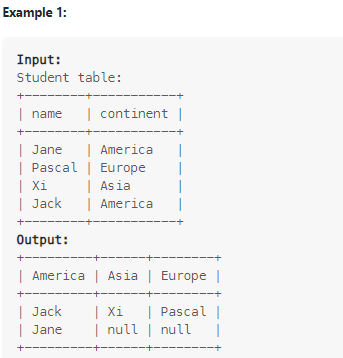 Example 1:
Input:
Student table:
+--------+-----------+
| name   | continent |
+--------+-----------+
| Jane   | America   |
| Pascal | Europe    |
| Xi     | Asia      |
| Jack   | America   |
+--------+-----------+
Output:
+---------+------+--------+
| America | Asia | Europe |
+---------+------+--------+
| Jack    | Xi   | Pascal |
| Jane    | null | null   |
+---------+------+--------+